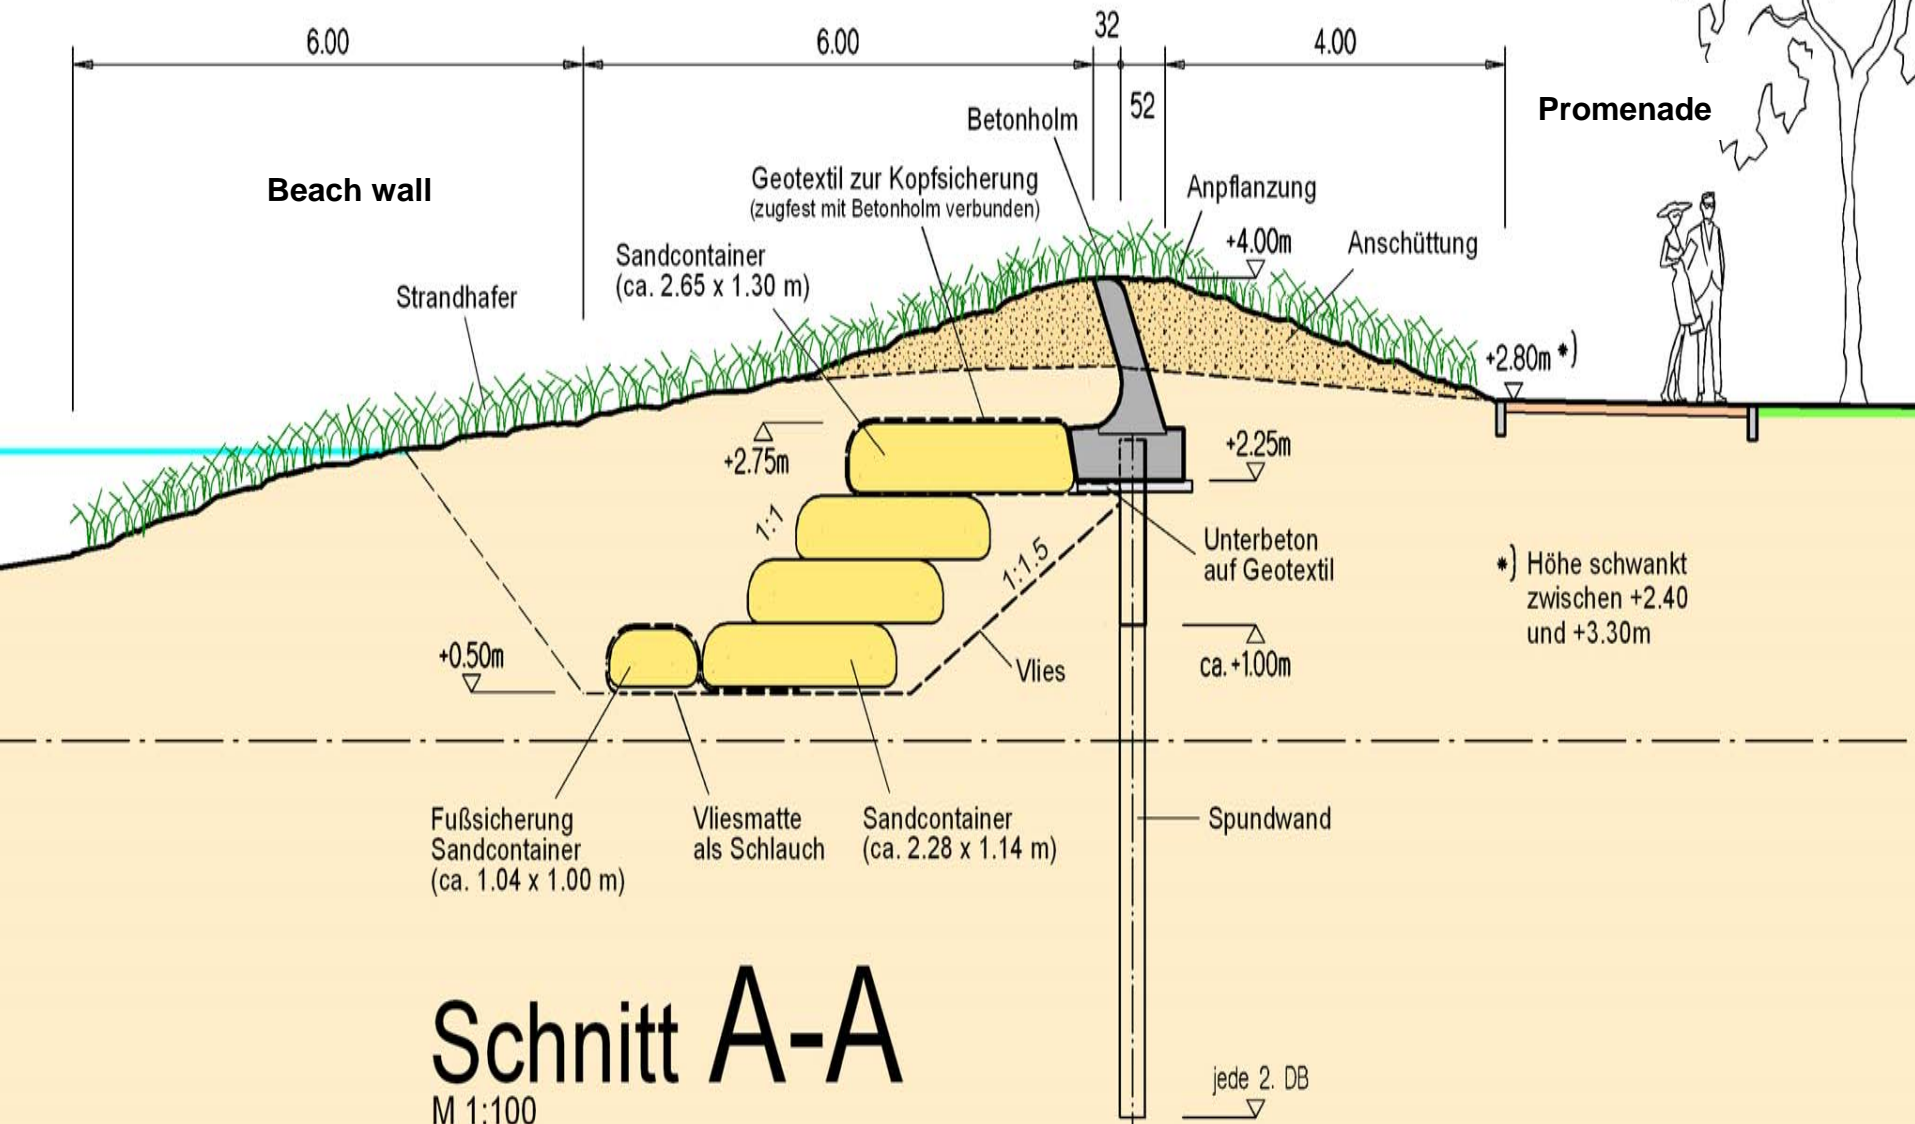 6.00
6.00
32
4.00
52
Promenade
Betonholm
Beach wall
Geotextil zur Kopfsicherung
(zugfest mit Betonholm verbunden)
Anpflanzung
+4.00m
Anschüttung
Sandcontainer
(ca. 2.65 x 1.30 m)
Strandhafer
+2.80m *)
+2.75m
+2.25m
1:1
1:1.5
Unterbeton
auf Geotextil
*) Höhe schwankt
zwischen +2.40
und +3.30m
+0.50m
Vlies
ca.+1.00m
Fußsicherung
Sandcontainer
(ca. 1.04 x 1.00 m)
Vliesmatte
als Schlauch
Sandcontainer
(ca. 2.28 x 1.14 m)
Spundwand
Schnitt A-A
M 1:100
jede 2. DB